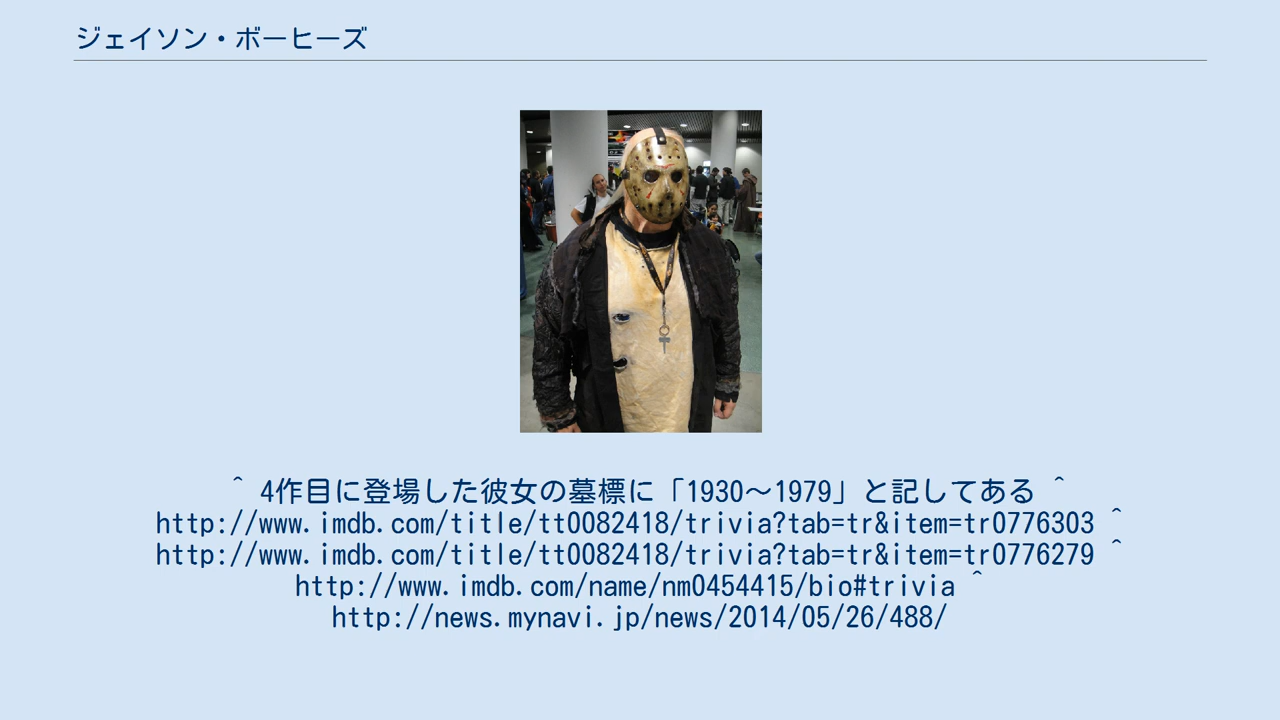 ジェイソン・ボーヒーズ
^ 4作目に登場した彼女の墓標に「1930〜1979」と記してある ^
http://www.imdb.com/title/tt0082418/trivia?tab=tr&item=tr0776303 ^
http://www.imdb.com/title/tt0082418/trivia?tab=tr&item=tr0776279 ^
http://www.imdb.com/name/nm0454415/bio#trivia ^
http://news.mynavi.jp/news/2014/05/26/488/